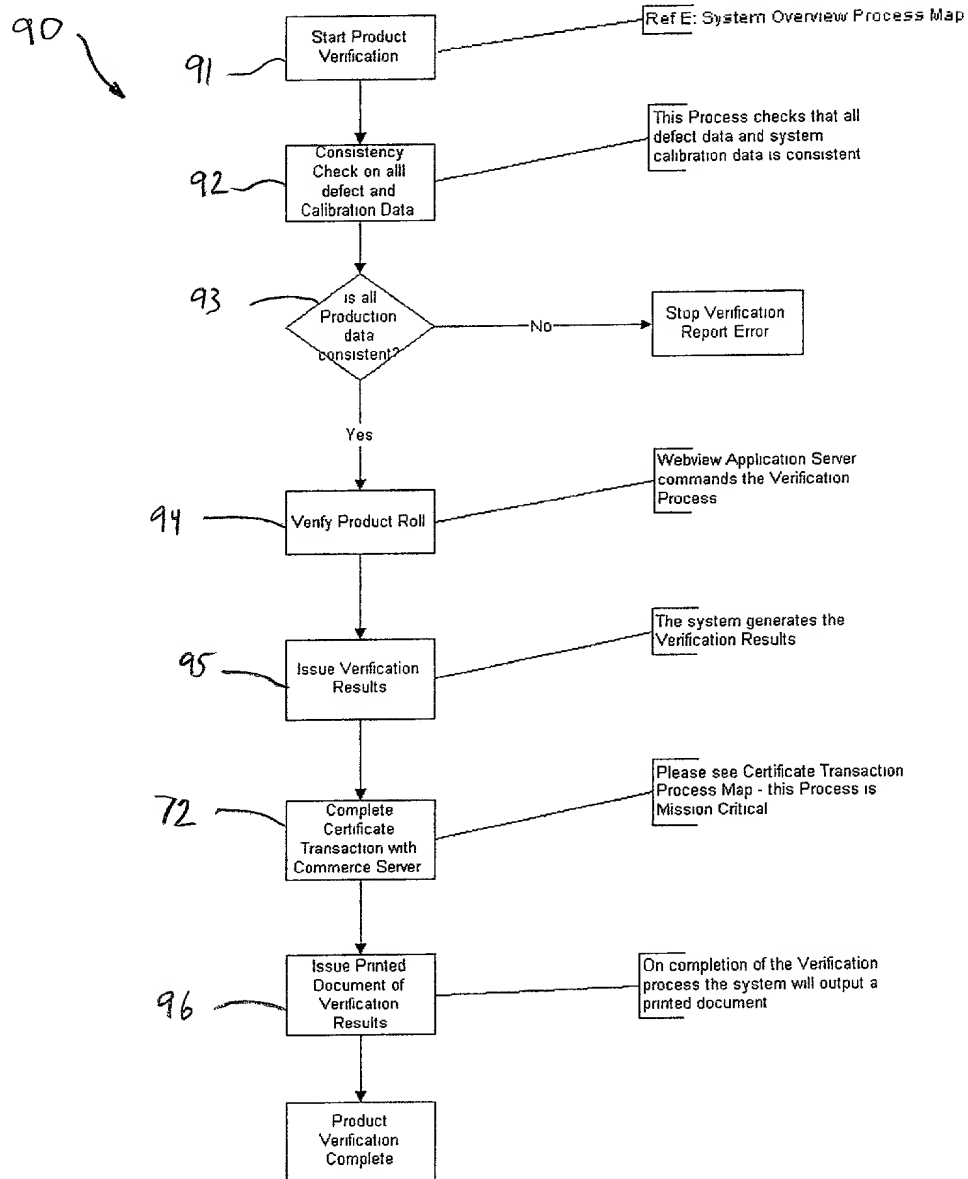 90
Start Product
Verification
91
Ref E: System Overview Process Map
Consistency
Check on alll
defect and
Calibration Data
92
This Process checks that all
defect data and system
calibration data is consistent
93
is all
Production
data
consistent?
No
Stop Verification
Report Error
Yes
94
Verify Product Roll
Webview Application Server
commands the Verification
Process
95
Issue Verification
Results
The system generates the
Verification Results
72
Complete
Certificate
Transaction with
Commerce Server
Please see Certificate Transaction
Process Map - this Process is
Mission Critical
96
Issue Printed
Document of
Verification
Results
On completion of the Verification
process the system will output a
printed document
Product
Verification
Complete